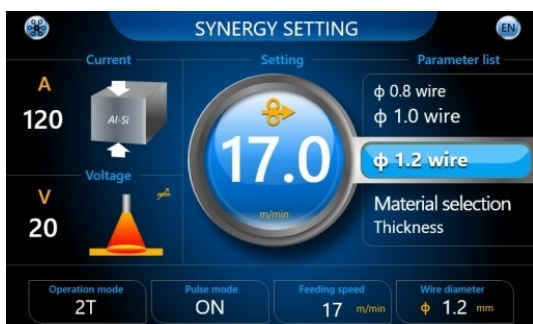 SYNERGY SETTING
EN
Current
A
120
Al-Si
Voltage
V
20
Setting
17.0
m/min
Parameter list
ϕ 0.8 wire
ϕ 1.0 wire
ϕ 1.2 wire
Material selection
Thickness
Operation mode
2T
Pulse mode
ON
Feeding speed
17 m/min
Wire diameter
ϕ 1.2 mm